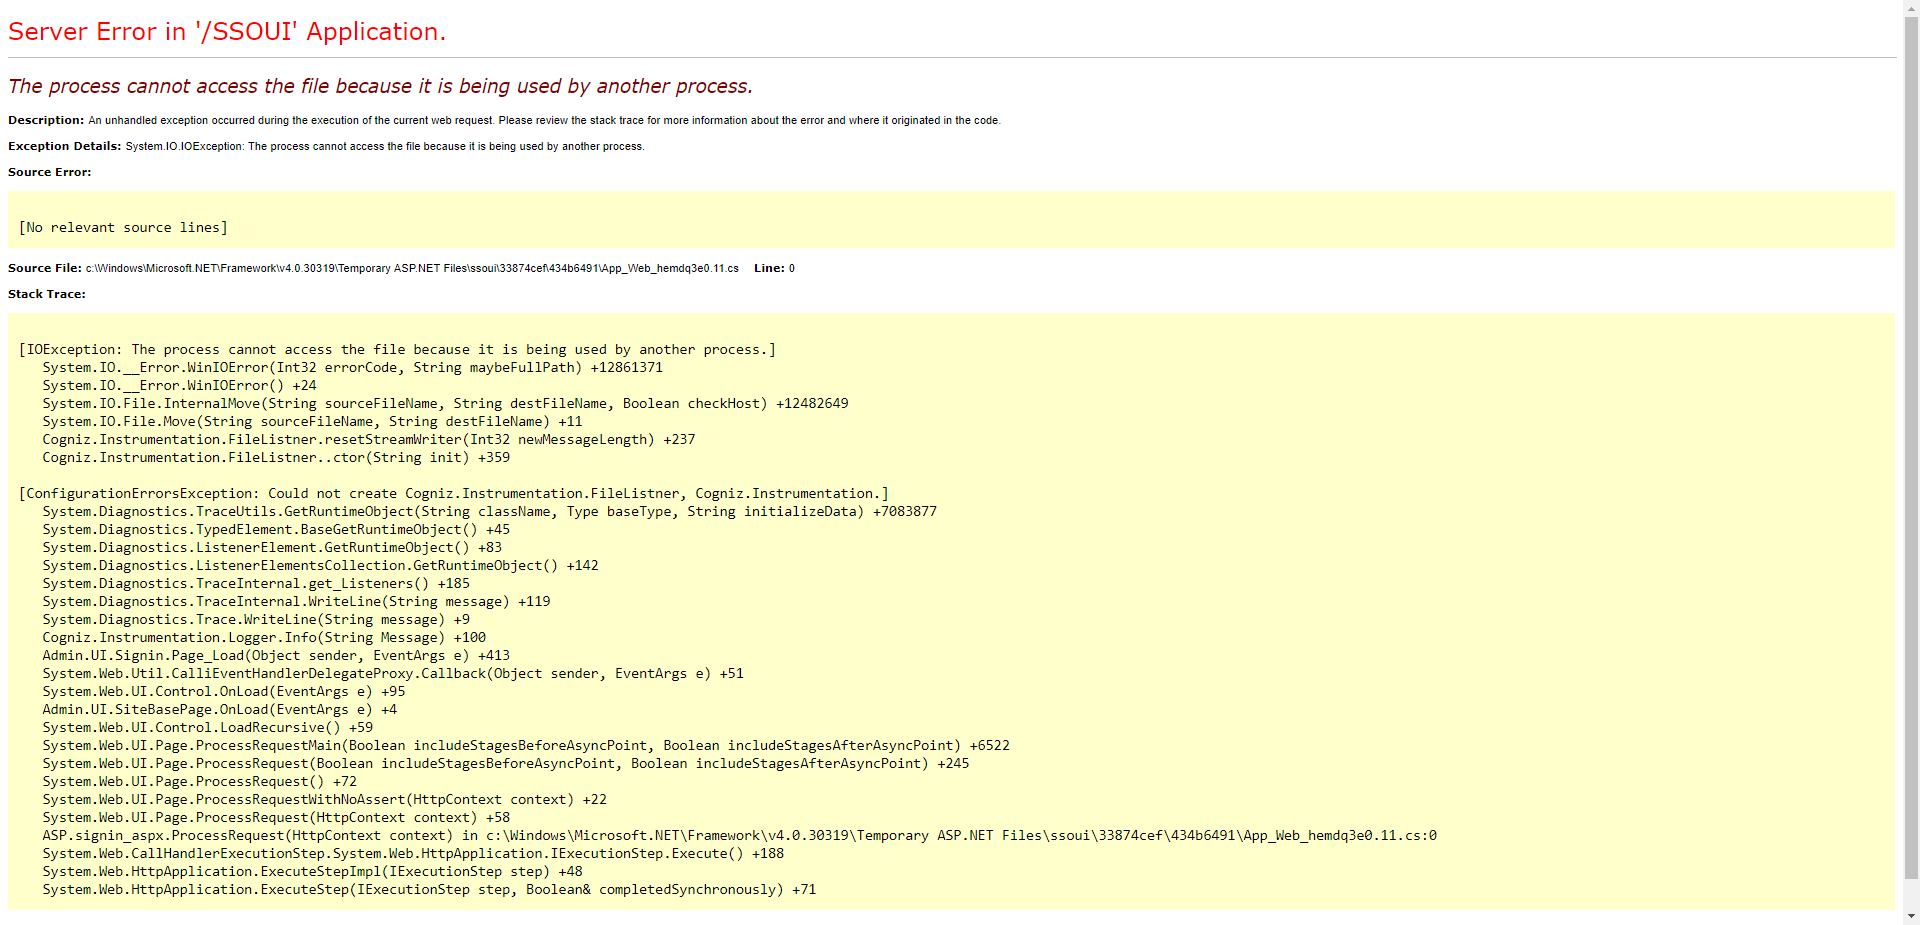 Server Error in '/SSOUI' Application.
The process cannot access the file because it is being used by another process.
Description: An unhandled exception occurred during the execution of the current web request. Please review the stack trace for more information about the error and where it originated in the code.
Exception Details: System.IO.IOException: The process cannot access the file because it is being used by another process.
Source Error:
[No relevant source lines]
Source File: c:\Windows\Microsoft.NET\Framework\v4.0.30319\Temporary ASP.NET Files\ssoui\33874cef\434b6491\App_Web_hemdq3e0.11.cs    Line: 0
Stack Trace:
[IOException: The process cannot access the file because it is being used by another process.]
   System.IO.__Error.WinIOError(Int32 errorCode, String maybeFullPath) +12861371
   System.IO.__Error.WinIOError() +24
   System.IO.File.InternalMove(String sourceFileName, String destFileName, Boolean checkHost) +12482649
   System.IO.File.Move(String sourceFileName, String destFileName) +11
   Cogniz.Instrumentation.FileListner.resetStreamWriter(Int32 newMessageLength) +237
   Cogniz.Instrumentation.FileListner..ctor(String init) +359
[ConfigurationErrorsException: Could not create Cogniz.Instrumentation.FileListner, Cogniz.Instrumentation.]
   System.Diagnostics.TraceUtils.GetRuntimeObject(String className, Type baseType, String initializeData) +7083877
   System.Diagnostics.TypedElement.BaseGetRuntimeObject() +45
   System.Diagnostics.ListenerElement.GetRuntimeObject() +83
   System.Diagnostics.ListenerElementsCollection.GetRuntimeObject() +142
   System.Diagnostics.TraceInternal.get_Listeners() +185
   System.Diagnostics.TraceInternal.WriteLine(String message) +119
   System.Diagnostics.Trace.WriteLine(String message) +9
   Cogniz.Instrumentation.Logger.Info(String Message) +100
   Admin.UI.Signin.Page_Load(Object sender, EventArgs e) +413
   System.Web.Util.CalliEventHandlerDelegateProxy.Callback(Object sender, EventArgs e) +51
   System.Web.UI.Control.OnLoad(EventArgs e) +95
   Admin.UI.SiteBasePage.OnLoad(EventArgs e) +4
   System.Web.UI.Control.LoadRecursive() +59
   System.Web.UI.Page.ProcessRequestMain(Boolean includeStagesBeforeAsyncPoint, Boolean includeStagesAfterAsyncPoint) +6522
   System.Web.UI.Page.ProcessRequest(Boolean includeStagesBeforeAsyncPoint, Boolean includeStagesAfterAsyncPoint) +245
   System.Web.UI.Page.ProcessRequest() +72
   System.Web.UI.Page.ProcessRequestWithNoAssert(HttpContext context) +22
   System.Web.UI.Page.ProcessRequest(HttpContext context) +58
   ASP.signin_aspx.ProcessRequest(HttpContext context) in c:\Windows\Microsoft.NET\Framework\v4.0.30319\Temporary ASP.NET Files\ssoui\33874cef\434b6491\App_Web_hemdq3e0.11.cs:0
   System.Web.CallHandlerExecutionStep.System.Web.HttpApplication.IExecutionStep.Execute() +188
   System.Web.HttpApplication.ExecuteStepImpl(IExecutionStep step) +48
   System.Web.HttpApplication.ExecuteStep(IExecutionStep step, Boolean& completedSynchronously) +71